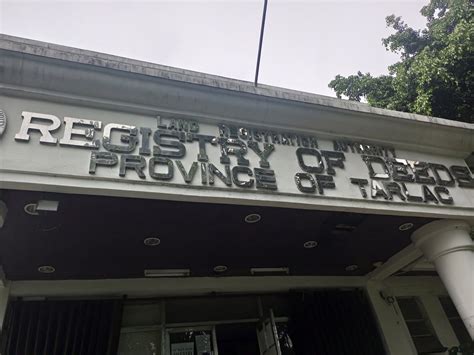 LAND REGISTRATION AUTHORITY
REGISTRY OF DEEDS
PROVINCE OF TARLAC